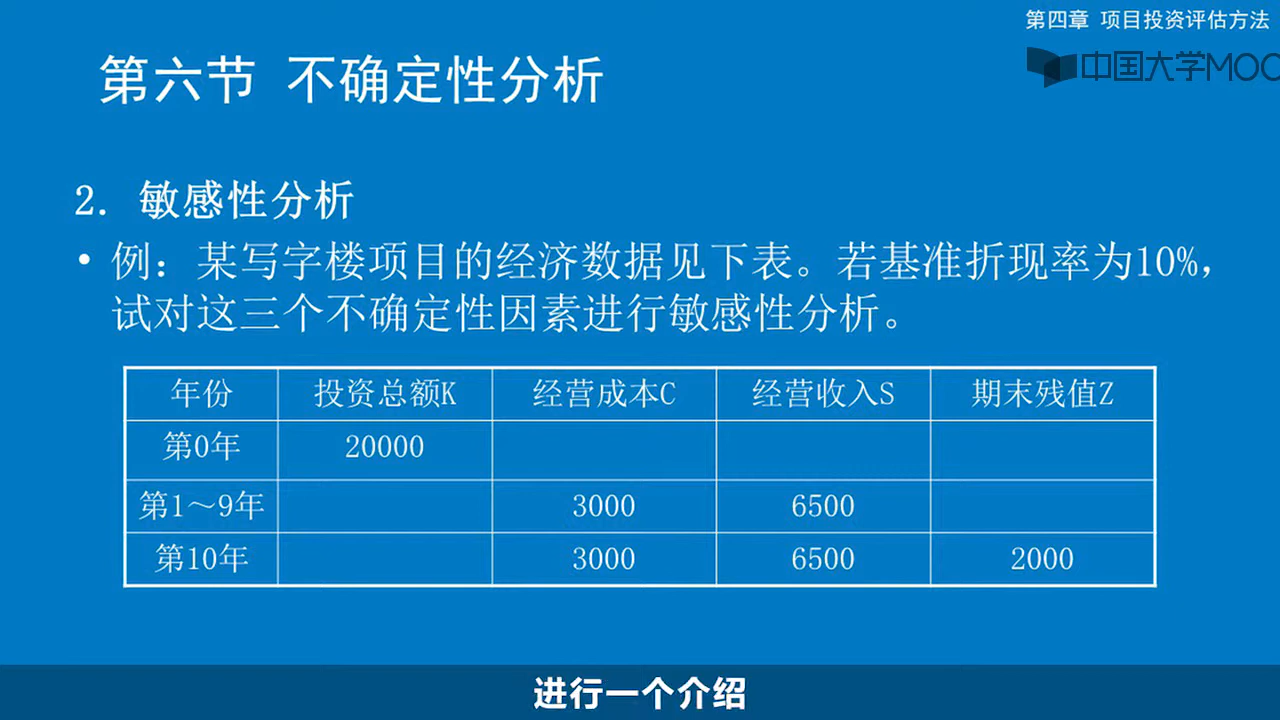 第四章 项目投资评估方法
中国大学MOOC
第六节 不确定性分析
2. 敏感性分析
• 例：某写字楼项目的经济数据见下表。若基准折现率为10%，
试对这三个不确定性因素进行敏感性分析。
年份 投资总额K 经营成本C 经营收入S 期末残值Z
第0年 20000
第1～9年 3000 6500
第10年 3000 6500 2000
进行一个介绍